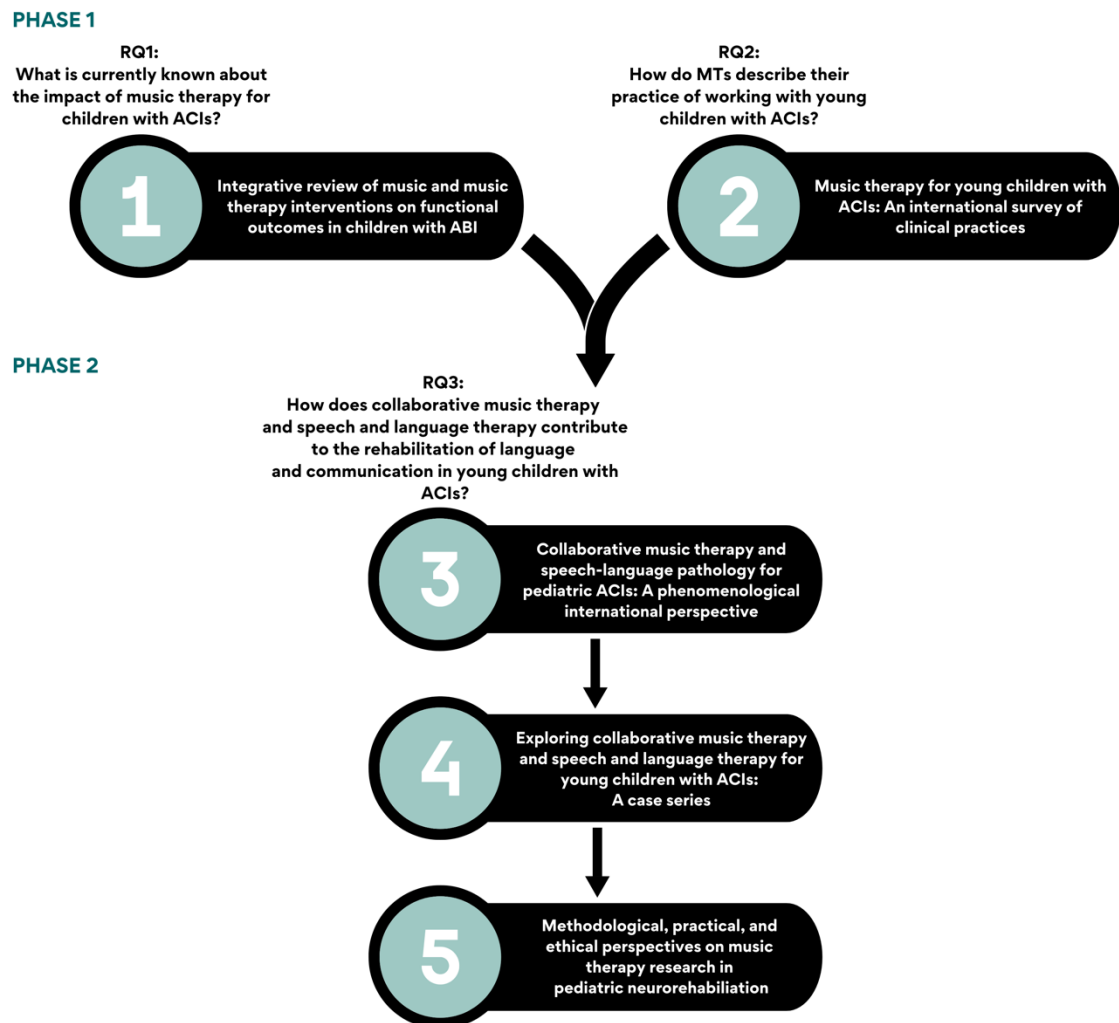 PHASE 1
RQ1:
What is currently known about
the impact of music therapy for
children with ACIs?
1
Integrative review of music and music
therapy interventions on functional
outcomes in children with ABI
RQ2:
How do MTs describe their
practice of working with young
children with ACIs?
2
Music therapy for young children with
ACIs: An international survey of
clinical practices
PHASE 2
RQ3:
How does collaborative music therapy
and speech and language therapy contribute
to the rehabilitation of language
and communication in young children with
ACIs?
3
Collaborative music therapy and
speech-language pathology for
pediatric ACIs: A phenomenological
international perspective
4
Exploring collaborative music therapy
and speech and language therapy for
young children with ACIs:
A case series
5
Methodological, practical, and
ethical perspectives on music
therapy research in
pediatric neurorehabiliation